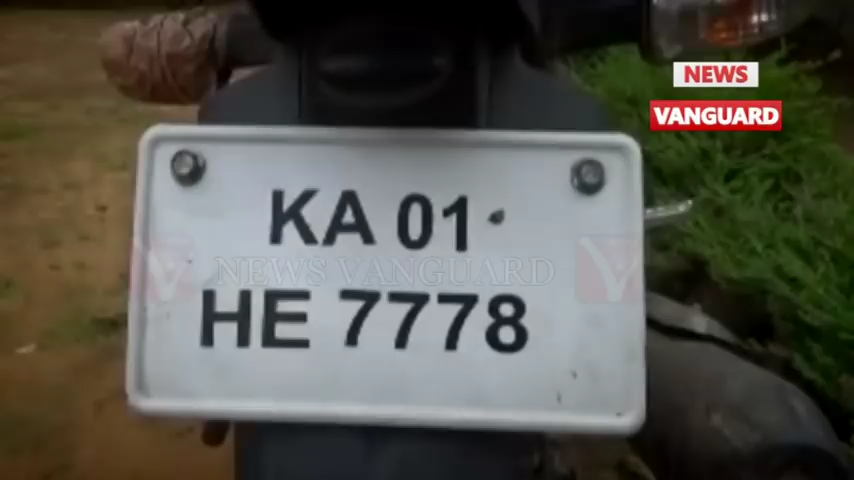 NEWS
VANGUARD
KA 01
NEWS VANGUARD
HE 7778